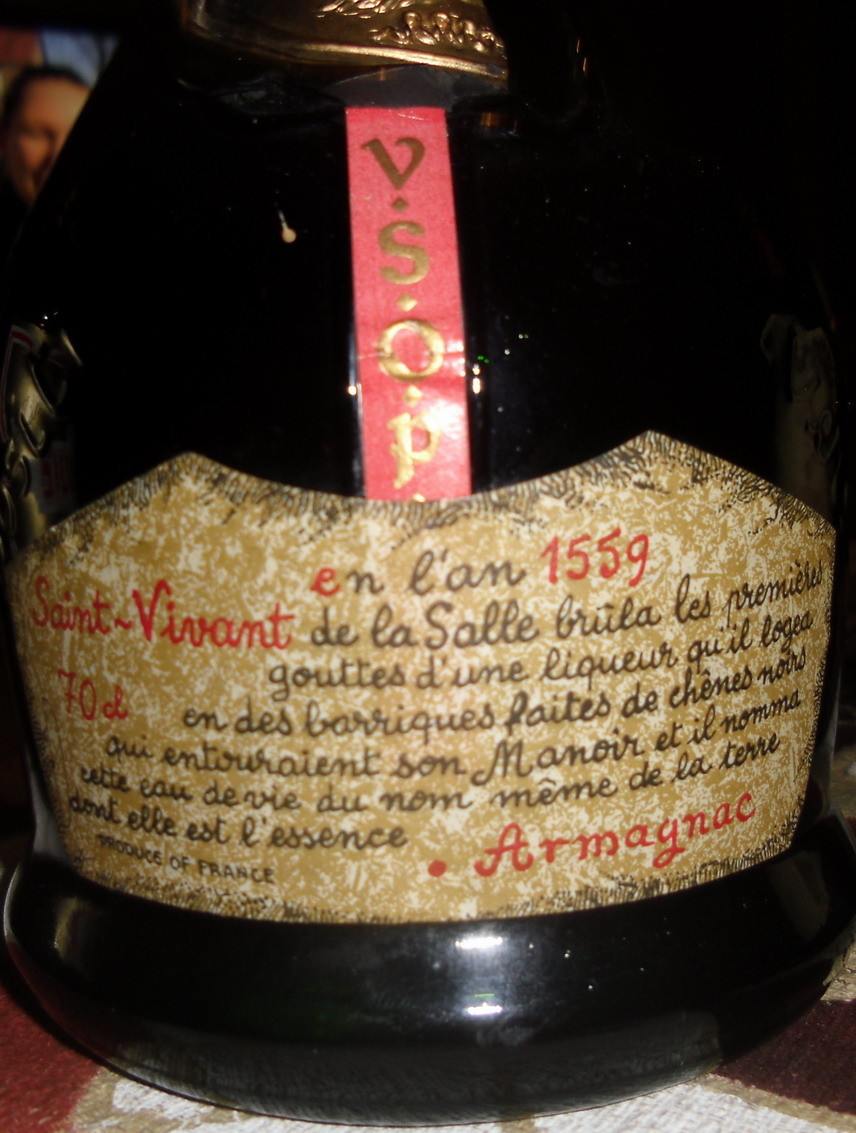 V.S.O.P.
en l'an 1559
Saint-Vivant de la Salle brûla les premières
gouttes d'une liqueur qu'il logea
70 cl en des barriques faites de chênes noirs
qui entouraient son Manoir et il nomma
cette eau de vie du nom même de la terre
dont elle est l'essence
• Armagnac
PRODUCE OF FRANCE